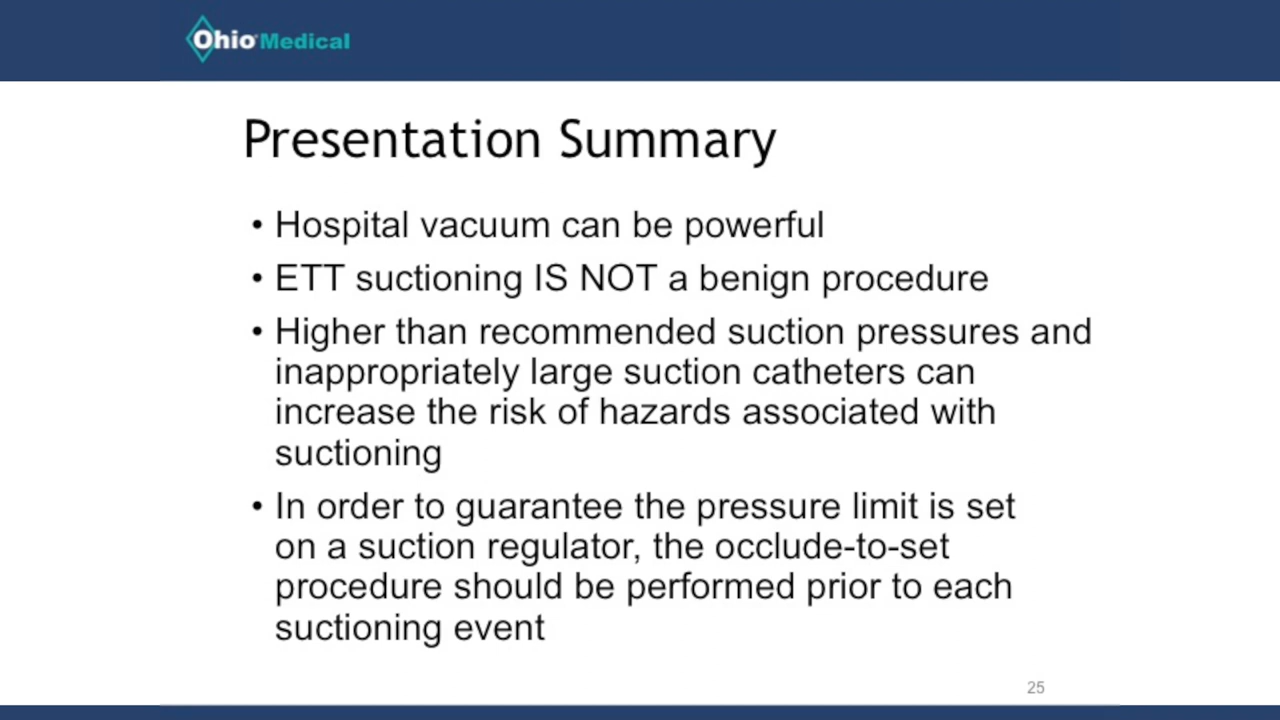 Ohio Medical
Presentation Summary
• Hospital vacuum can be powerful
• ETT suctioning IS NOT a benign procedure
• Higher than recommended suction pressures and
inappropriately large suction catheters can
increase the risk of hazards associated with
suctioning
• In order to guarantee the pressure limit is set
on a suction regulator, the occlude-to-set
procedure should be performed prior to each
suctioning event
25